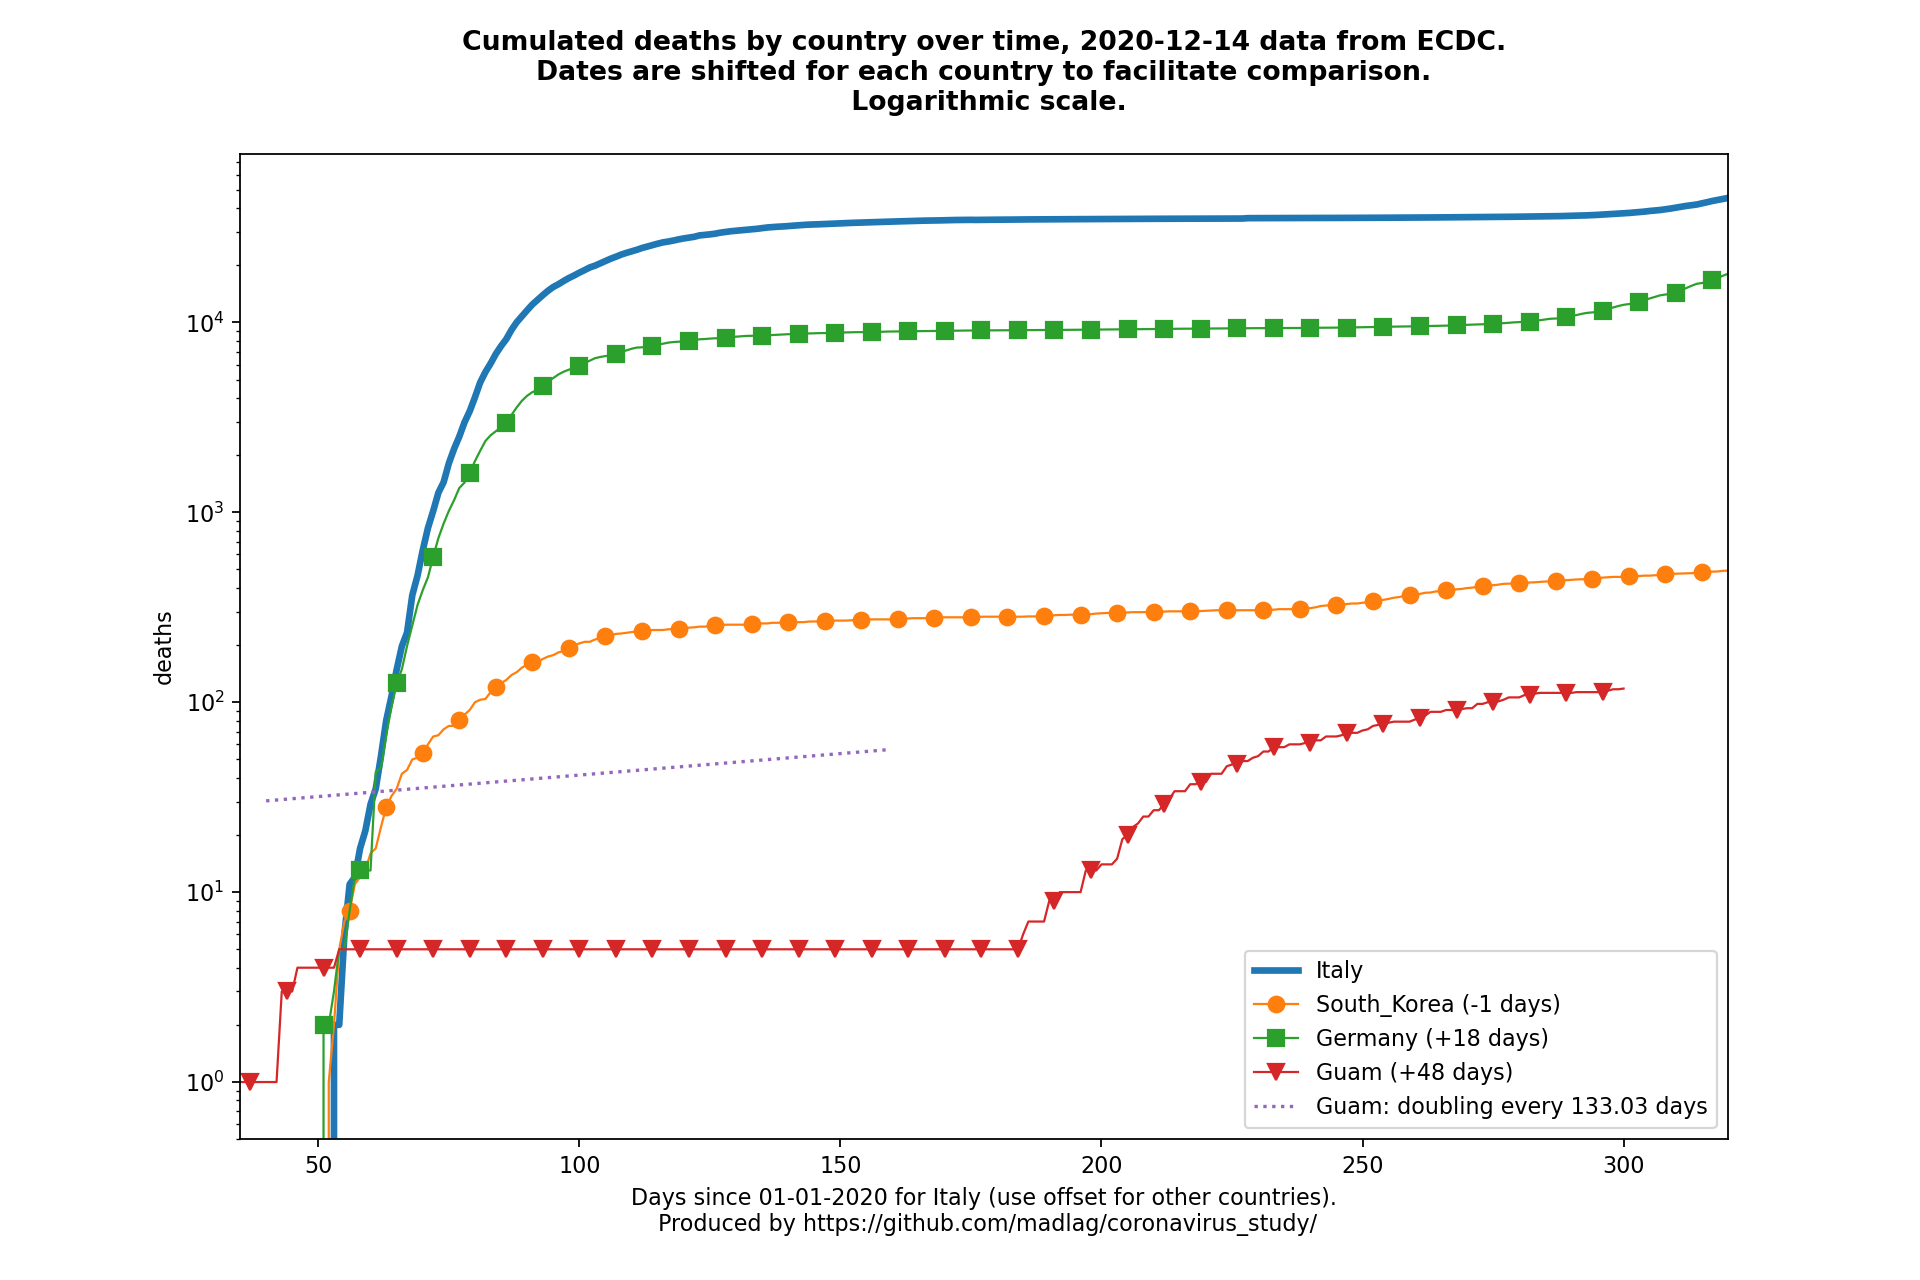 Cumulated deaths by country over time, 2020-12-14 data from ECDC.
Dates are shifted for each country to facilitate comparison.
Logarithmic scale.
deaths
10⁴
10³
10²
10¹
10⁰
50 100 150 200 250 300
Italy
South_Korea (-1 days)
Germany (+18 days)
Guam (+48 days)
Guam: doubling every 133.03 days
Days since 01-01-2020 for Italy (use offset for other countries).
Produced by https://github.com/madlag/coronavirus_study/